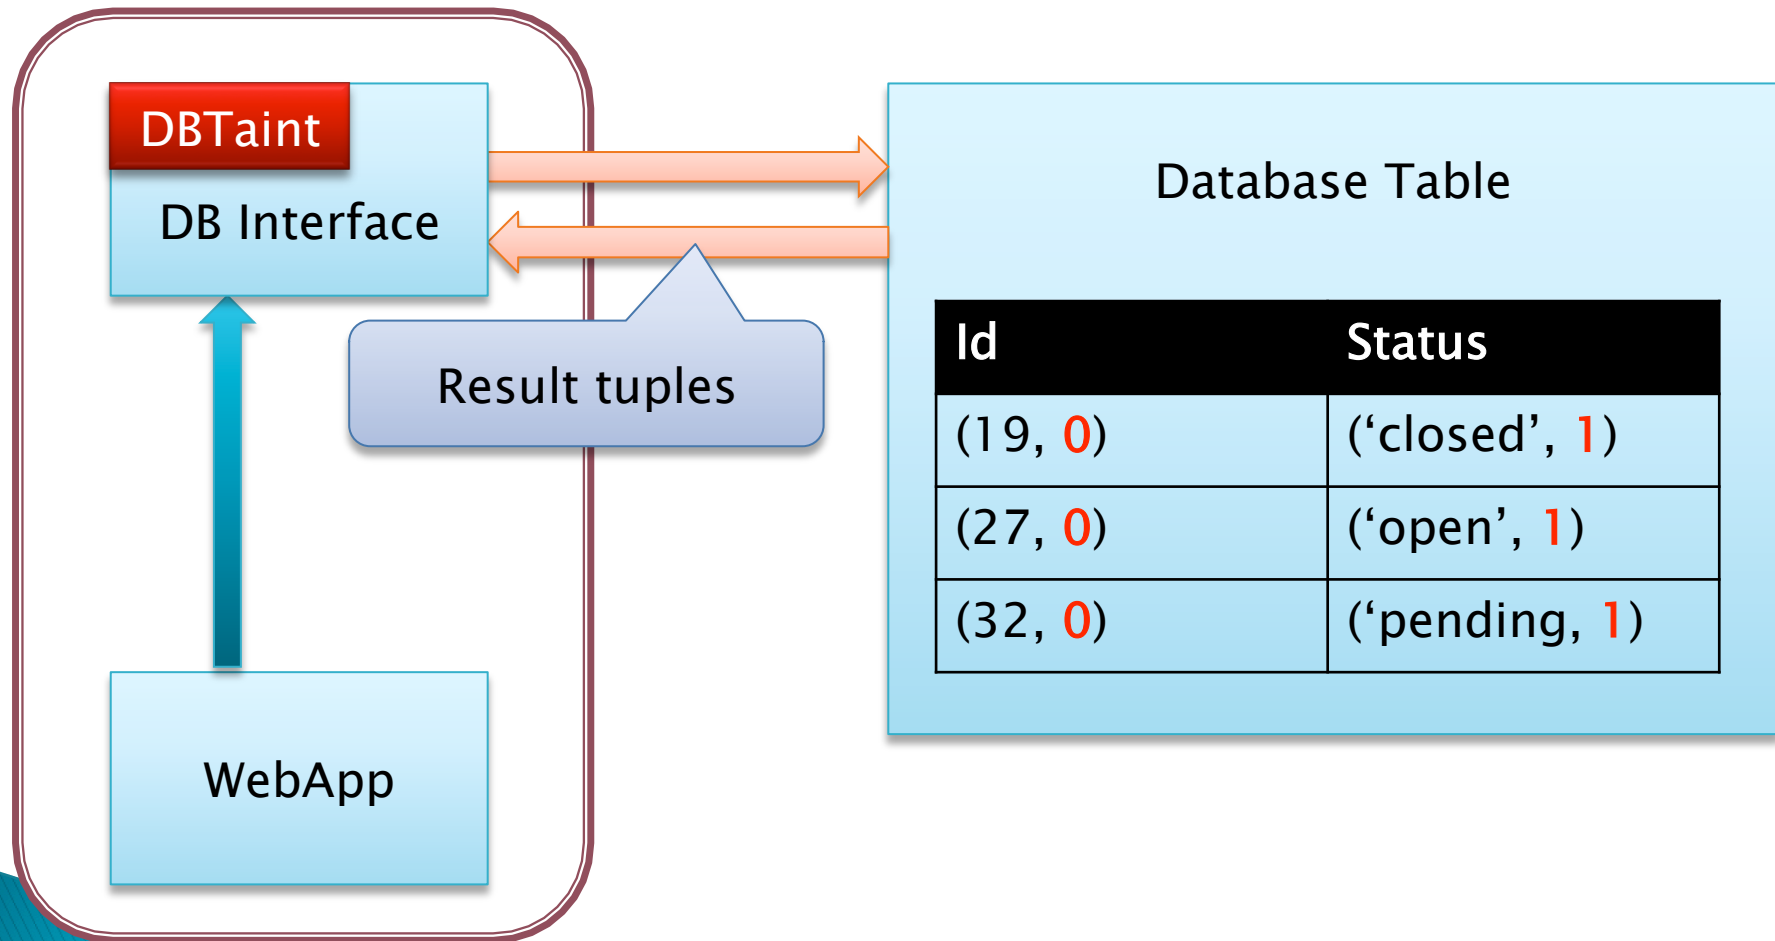 DBTaint
DB Interface
Database Table
Result tuples
Id Status
(19, 0) (‘closed’, 1)
(27, 0) (‘open’, 1)
(32, 0) (‘pending, 1)
WebApp